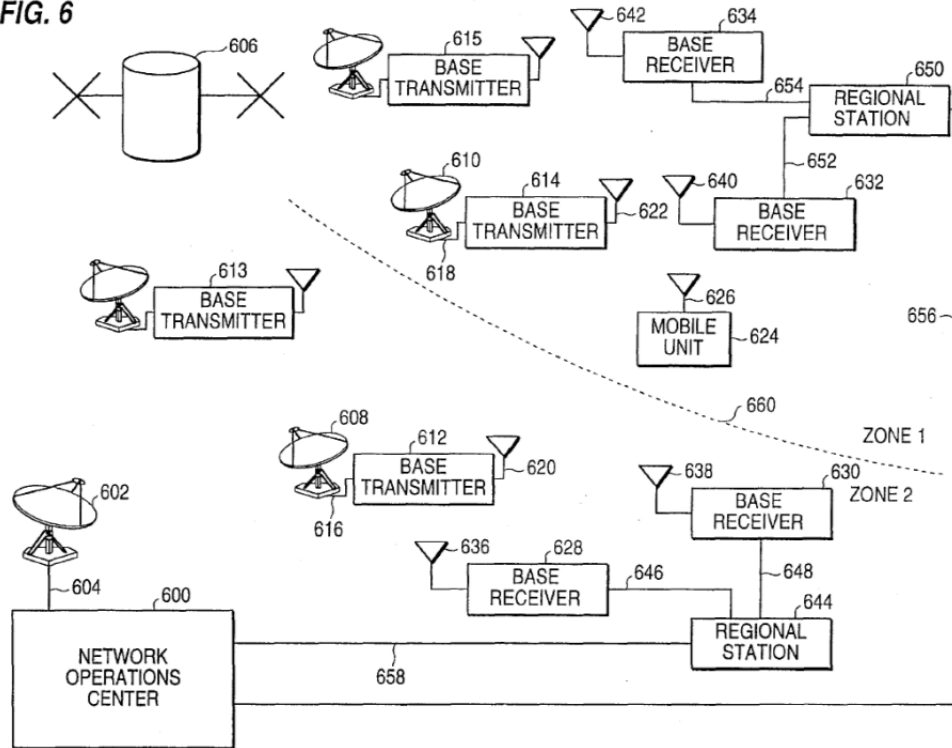 FIG. 6
606
615
BASE
TRANSMITTER
642
634
BASE
RECEIVER
654
650
REGIONAL
STATION
652
610
614
BASE
TRANSMITTER
622
618
640
632
BASE
RECEIVER
613
BASE
TRANSMITTER
626
MOBILE
UNIT
624
656
660
ZONE 1
ZONE 2
608
612
BASE
TRANSMITTER
620
616
638
630
BASE
RECEIVER
602
604
600
NETWORK
OPERATIONS
CENTER
636
628
BASE
RECEIVER
646
648
644
REGIONAL
STATION
658